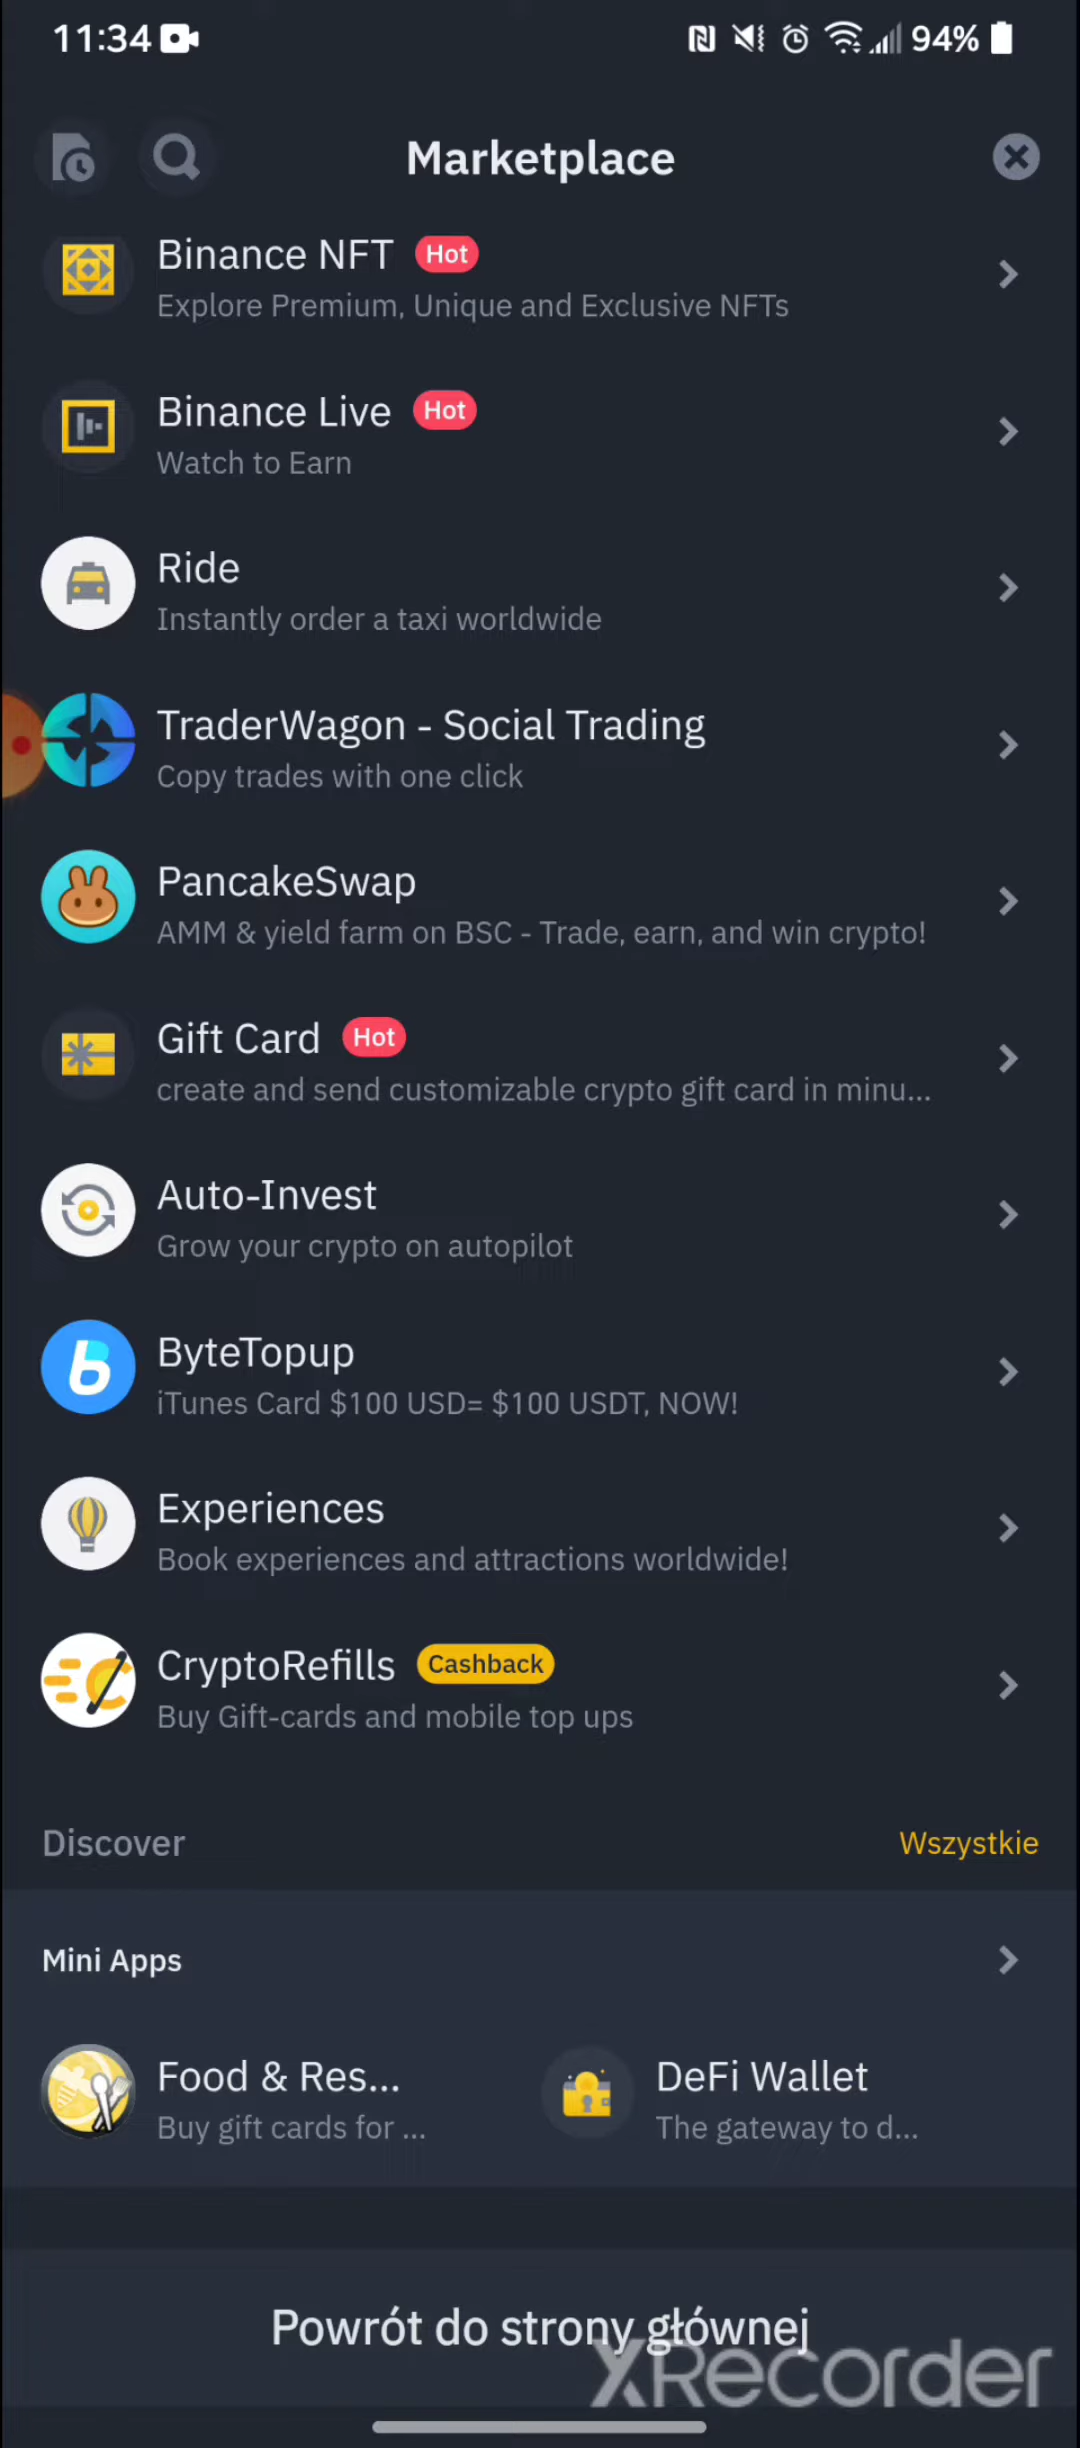 11:34
94%
Marketplace
Binance NFT Hot
Explore Premium, Unique and Exclusive NFTs
Binance Live Hot
Watch to Earn
Ride
Instantly order a taxi worldwide
TraderWagon - Social Trading
Copy trades with one click
PancakeSwap
AMM & yield farm on BSC - Trade, earn, and win crypto!
Gift Card Hot
create and send customizable crypto gift card in minu...
Auto-Invest
Grow your crypto on autopilot
ByteTopup
iTunes Card $100 USD= $100 USDT, NOW!
Experiences
Book experiences and attractions worldwide!
CryptoRefills Cashback
Buy Gift-cards and mobile top ups
Discover Wszystkie
Mini Apps
Food & Res... DeFi Wallet
Buy gift cards for ... The gateway to d...
Powrót do strony głównej
XRecorder